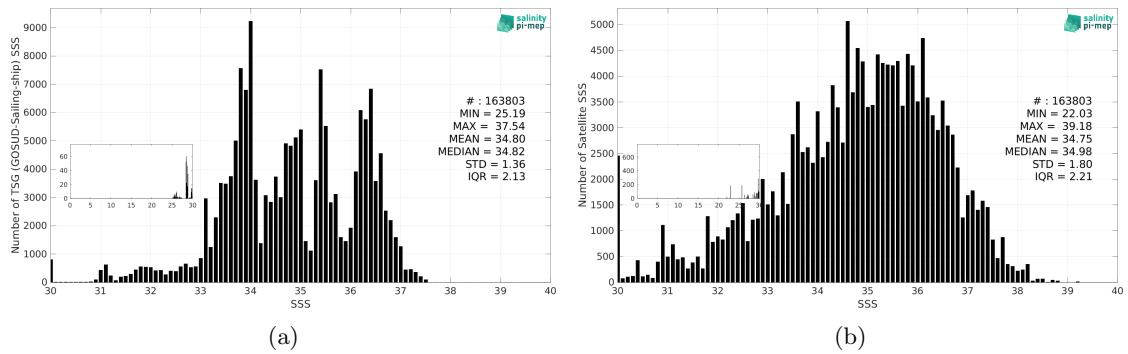 9000
8000
7000
6000
5000
4000
3000
2000
1000
0
Number of TSG (GOSUD-Sailing-ship) SSS
salinity
pi-mep
# : 163803
MIN = 25.19
MAX = 37.54
MEAN = 34.80
MEDIAN = 34.82
STD = 1.36
IQR = 2.13
60
40
20
0
0 5 10 15 20 25 30
30 31 32 33 34 35 36 37 38 39 40
SSS
(a)
5000
4500
4000
3500
3000
2500
2000
1500
1000
500
0
Number of Satellite SSS
salinity
pi-mep
# : 163803
MIN = 22.03
MAX = 39.18
MEAN = 34.75
MEDIAN = 34.98
STD = 1.80
IQR = 2.21
600
400
200
0
0 5 10 15 20 25 30
30 31 32 33 34 35 36 37 38 39 40
SSS
(b)